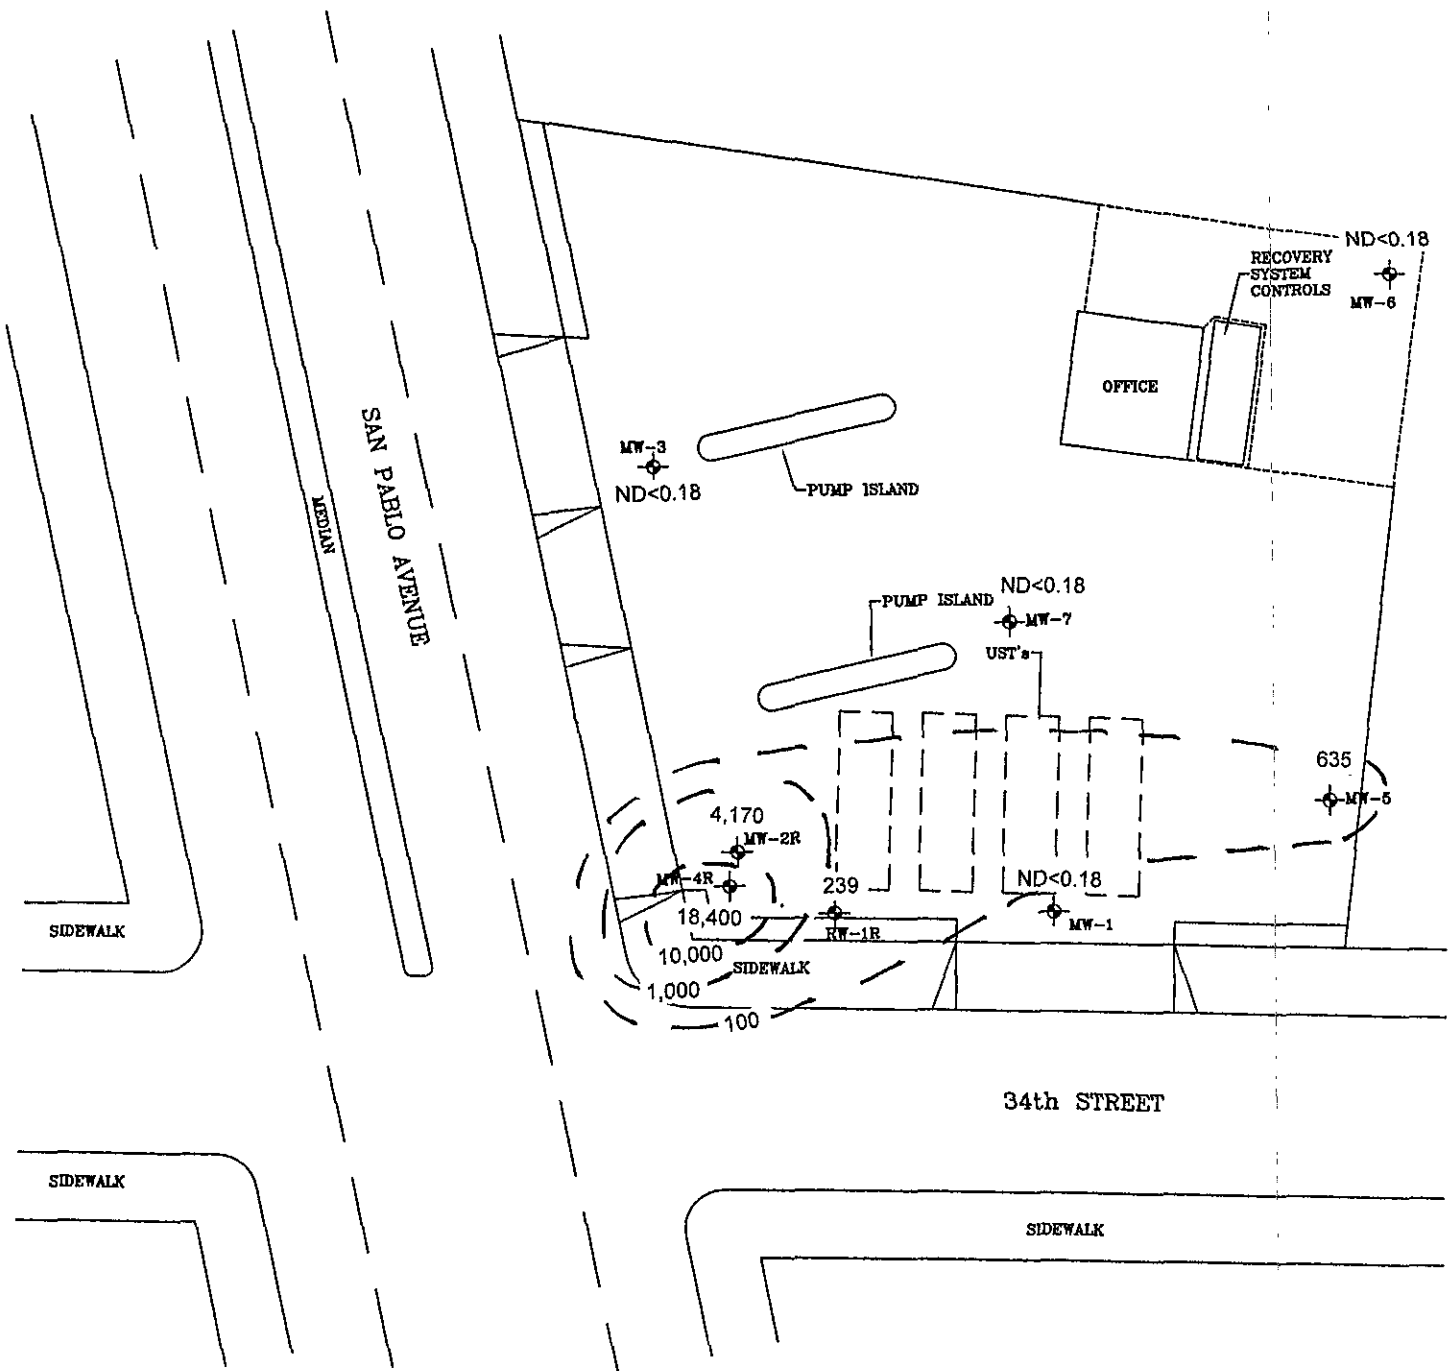 ND<0.18
RECOVERY
SYSTEM
CONTROLS
MW-6
OFFICE
SAN PABLO AVENUE
MEDIAN
MW-3
ND<0.18
PUMP ISLAND
ND<0.18
PUMP ISLAND
MW-7
UST's
635
MW-5
4,170
MW-2R
MW-4R
239
ND<0.18
18,400
RW-1R
MW-1
SIDEWALK
10,000
SIDEWALK
1,000
100
34th STREET
SIDEWALK
SIDEWALK